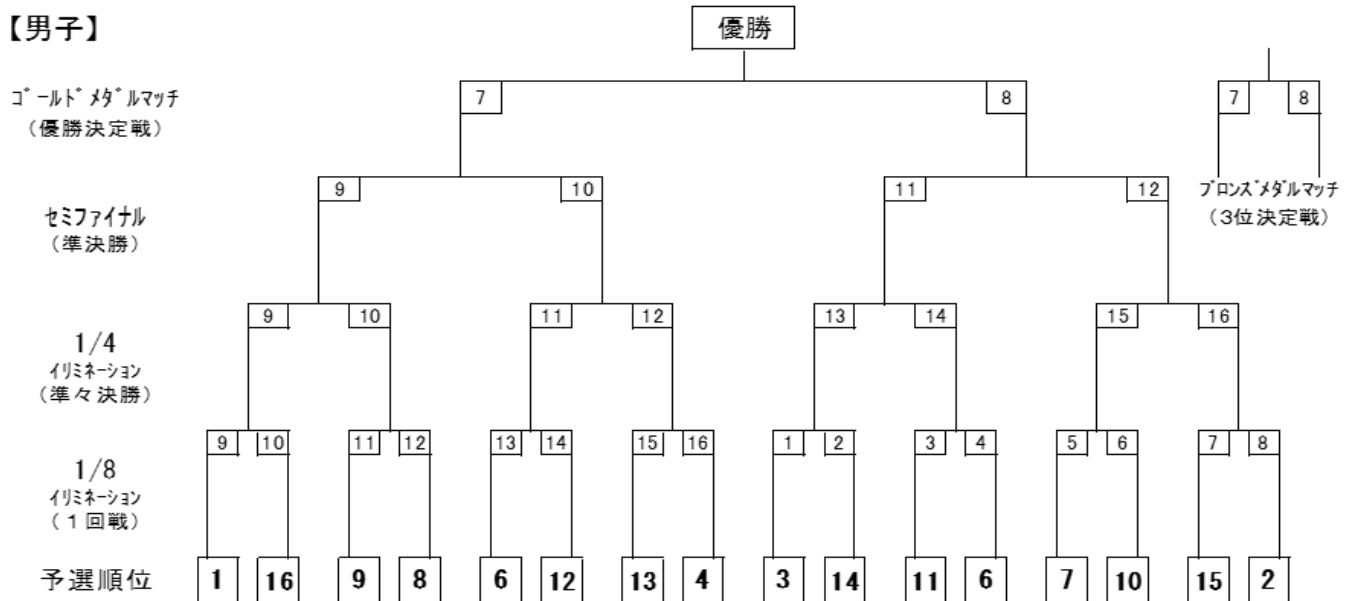 【男子】
優勝
ｺﾞｰﾙﾄﾞﾒﾀﾞﾙﾏｯﾁ
（優勝決定戦）
7 8
7 8
ﾌﾞﾛﾝｽﾞﾒﾀﾞﾙﾏｯﾁ
（3位決定戦）
ｾﾐﾌｧｲﾅﾙ
（準決勝）
9 10 11 12
1/4
ｲﾘﾐﾈｰｼｮﾝ
（準々決勝）
9 10 11 12 13 14 15 16
1/8
ｲﾘﾐﾈｰｼｮﾝ
（１回戦）
9 10 11 12 13 14 15 16 1 2 3 4 5 6 7 8
予選順位 1 16 9 8 6 12 13 4 3 14 11 6 7 10 15 2